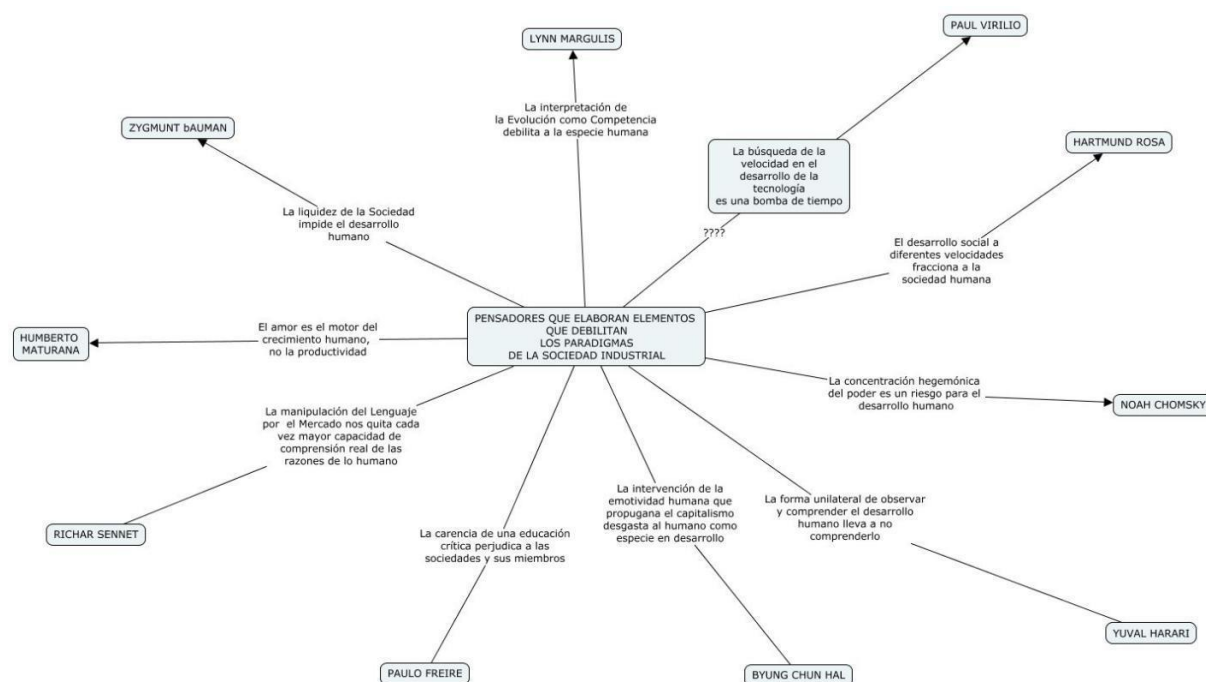 PAUL VIRILIO
LYNN MARGULIS
La interpretación de
la Evolución como Competencia
debilita a la especie humana
ZYGMUNT bAUMAN
HARTMUND ROSA
La búsqueda de la
velocidad en el
desarrollo de la
tecnología
es una bomba de tiempo
????
La liquidez de la Sociedad
impide el desarrollo
humano
El desarrollo social a
diferentes velocidades
fracciona a la
sociedad humana
PENSADORES QUE ELABORAN ELEMENTOS
QUE DEBILITAN
LOS PARADIGMAS
DE LA SOCIEDAD INDUSTRIAL
HUMBERTO
MATURANA
El amor es el motor del
crecimiento humano,
no la productividad
La concentración hegemónica
del poder es un riesgo para el
desarrollo humano
NOAH CHOMSKY
La manipulación del Lenguaje
por el Mercado nos quita cada
vez mayor capacidad de
comprensión real de las
razones de lo humano
La intervención de la
emotividad humana que
propugana el capitalismo
desgasta al humano como
especie en desarrollo
La forma unilateral de observar
y comprender el desarrollo
humano lleva a no
comprenderlo
RICHAR SENNET
La carencia de una educación
crítica perjudica a las
sociedades y sus miembros
YUVAL HARARI
PAULO FREIRE
BYUNG CHUN HAL